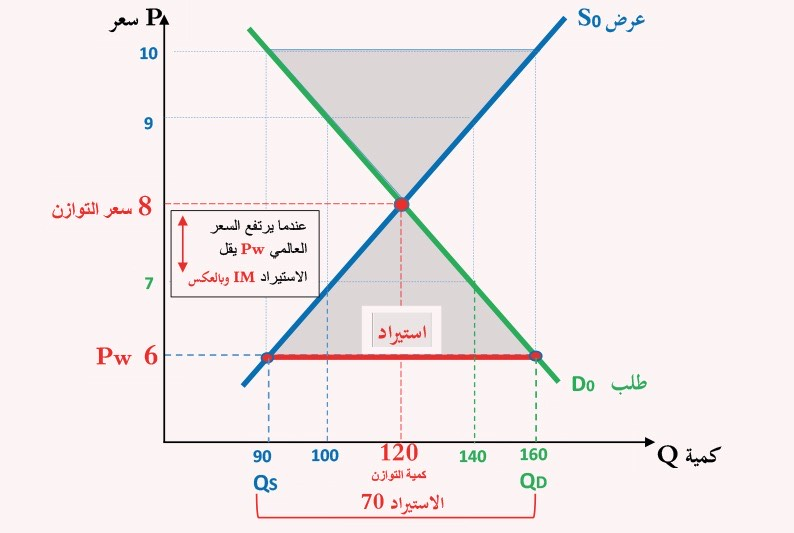 سعر P
عرض S0
10
9
8 سعر التوازن
عندما يرتفع السعر
العالمي Pw يقل
الاستيراد IM وبالعكس
7
استيراد
Pw 6
طلب D0
90 100 120 140 160
كمية Q
كمية التوازن
QS QD
الاستيراد 70